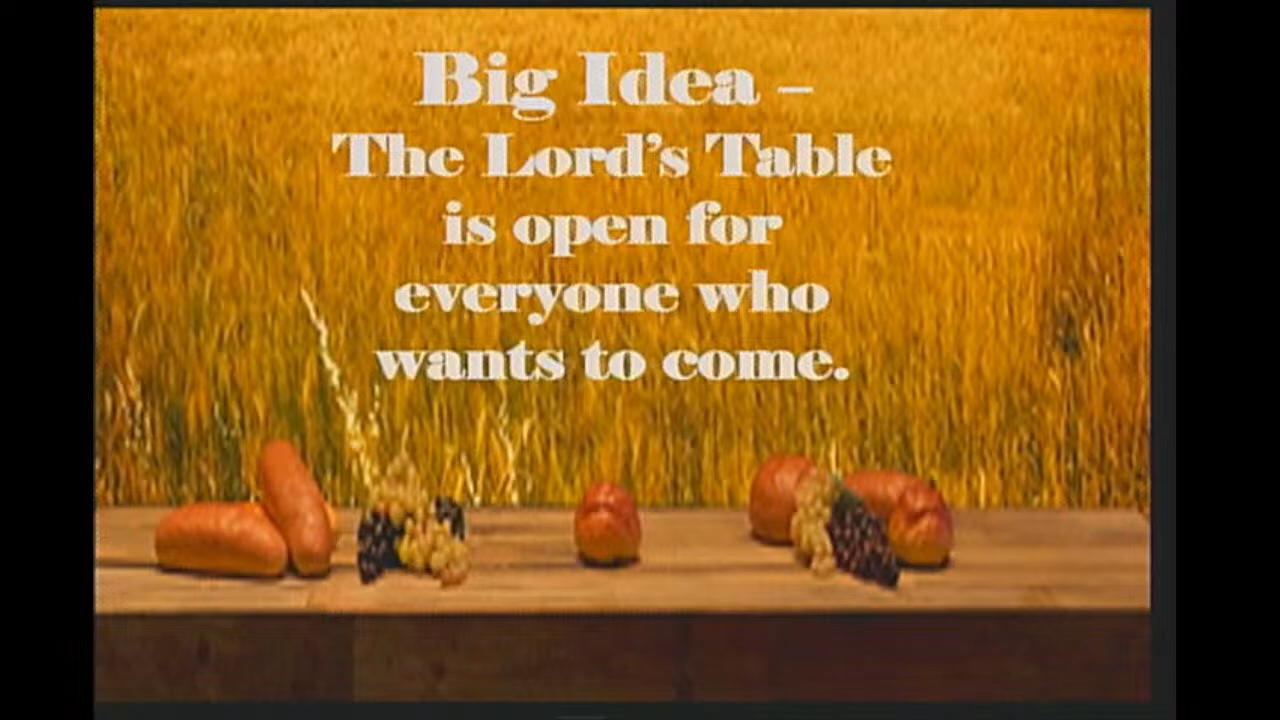 Big Idea –
The Lord's Table
is open for
everyone who
wants to come.